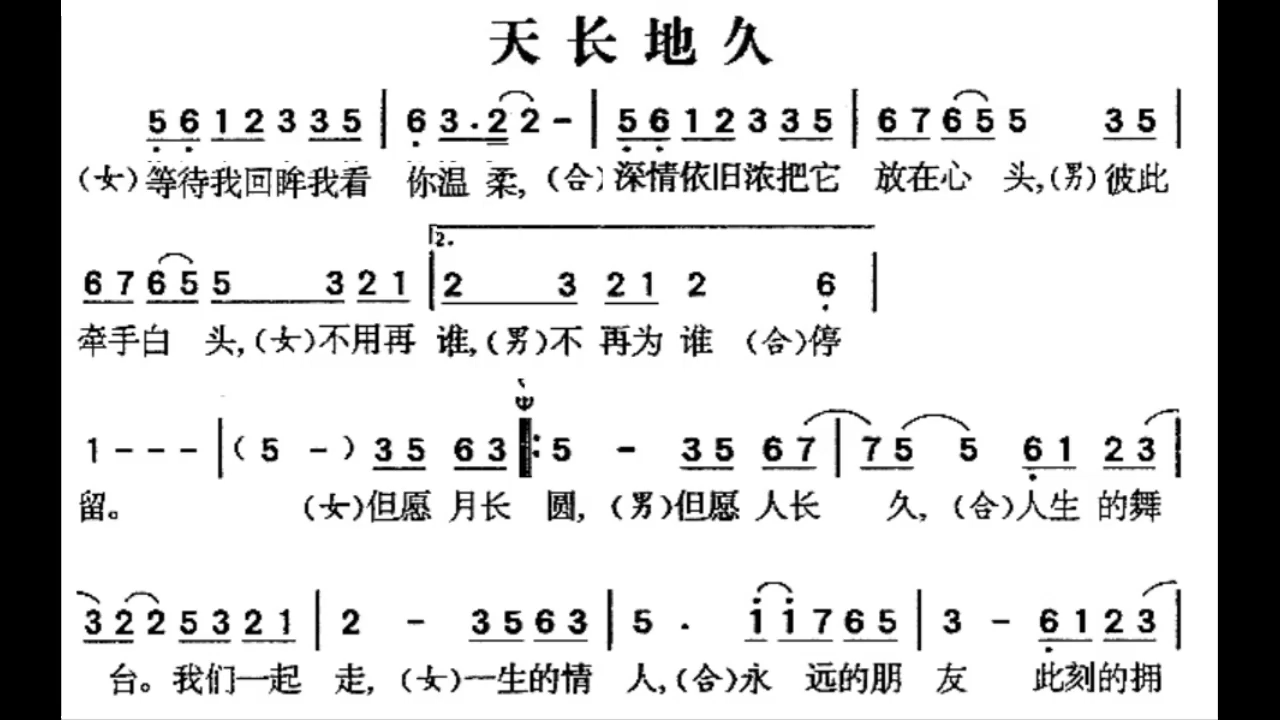 天长地久
5 6 1 2 3 3 5 | 6 3 . 2 2 - | 5 6 1 2 3 3 5 | 6 7 6 5 5 3 5 |
(女)等待我回眸我看 你温 柔,(合)深情依旧浓把它 放在心 头,(男)彼此
2.
6 7 6 5 5 3 2 1 | 2 3 2 1 2 6 |
牵手白 头,(女)不用再 谁,(男)不 再为 谁 (合)停
1 - - - | ( 5 - ) 3 5 6 3 : 5 - 3 5 6 7 | 7 5 5 6 1 2 3 |
留。 (女)但愿 月长 圆,(男)但愿 人长 久,(合)人生 的舞
3 2 2 5 3 2 1 | 2 - 3 5 6 3 | 5 . 1 1 7 6 5 | 3 - 6 1 2 3 |
台。我们一起 走,(女)一生的情 人,(合)永 远的朋 友 此刻的拥